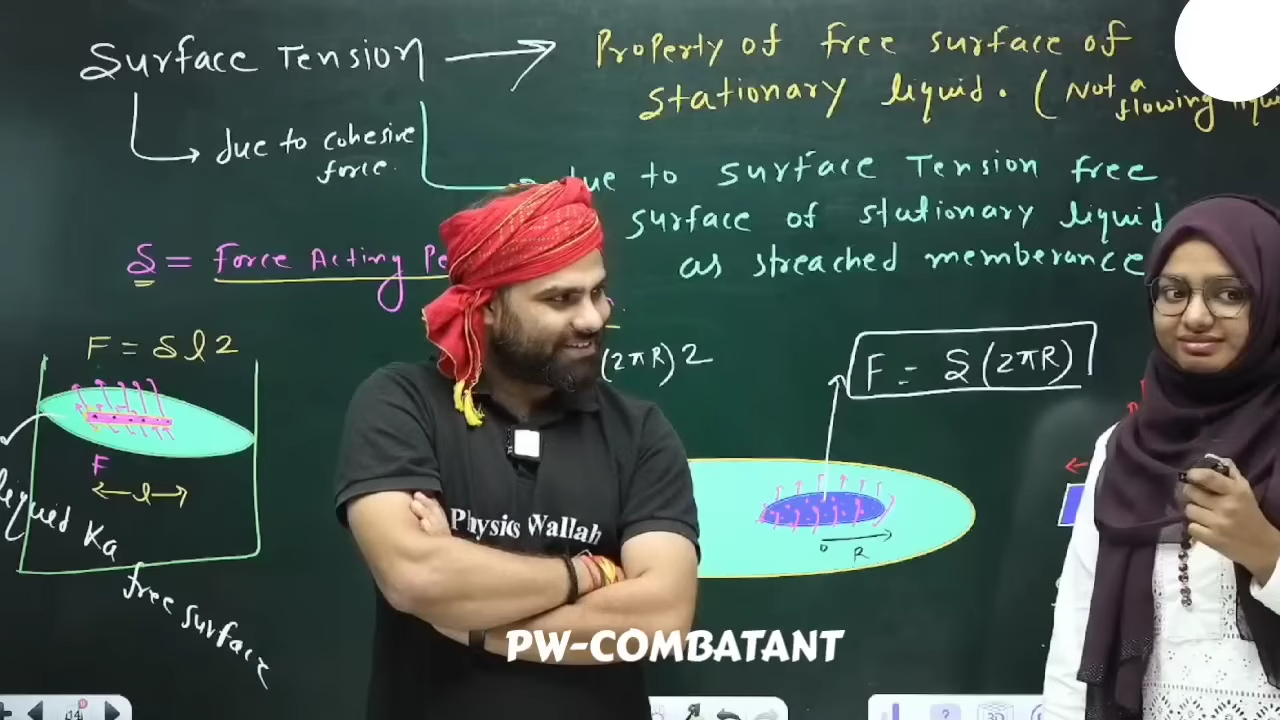 Surface Tension
Property of free surface of
stationary liquid. (Not a
flowing
due to cohesive
force.
due to surface Tension free
surface of stationary liquid
as streached memberance
S = Force Acting Pe
F = S l 2
(2πR) 2
F = S (2πR)
F
l
liquid Ka
free surface
R
Physics Wallah
PW-COMBATANT
04
3D